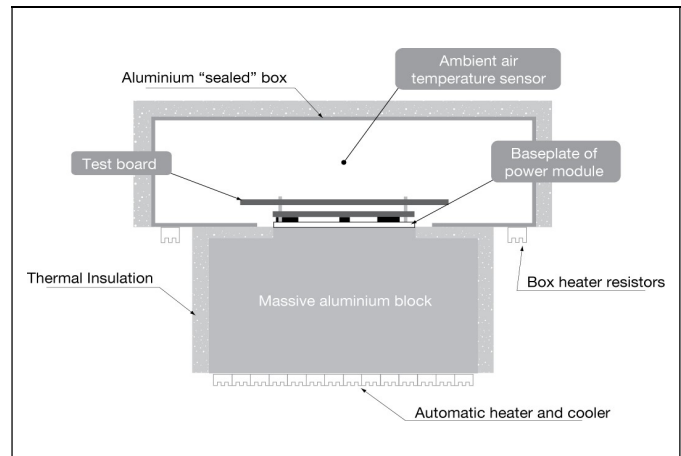 Ambient air
temperature sensor
Aluminium “sealed” box
Test board
Baseplate of
power module
Thermal Insulation
Box heater resistors
Massive aluminium block
Automatic heater and cooler